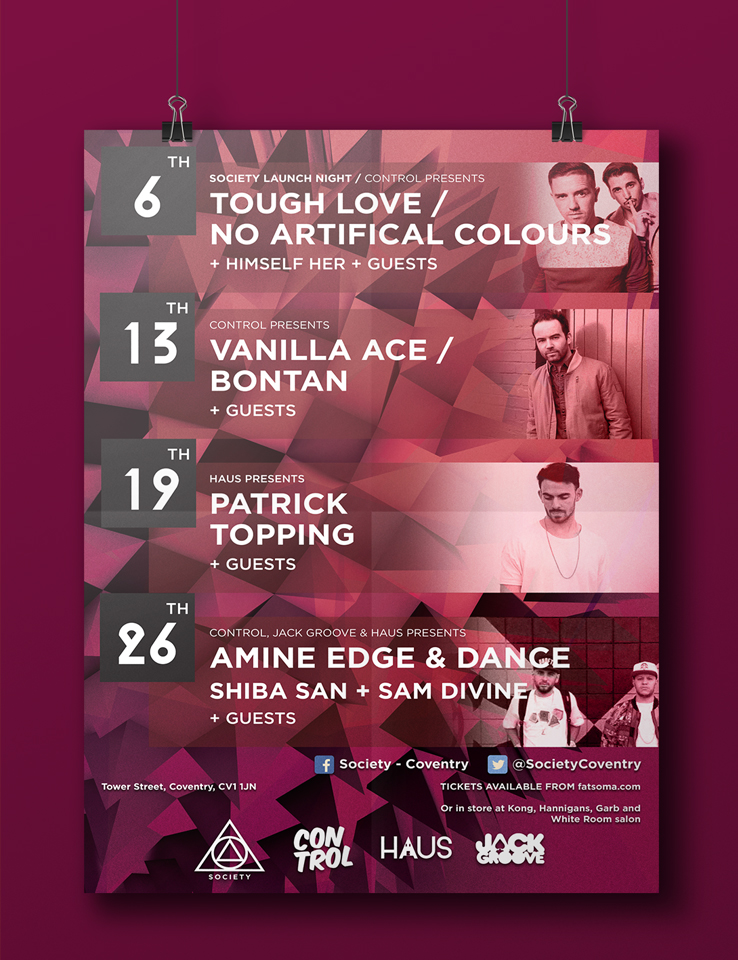 6TH
SOCIETY LAUNCH NIGHT / CONTROL PRESENTS
TOUGH LOVE /
NO ARTIFICAL COLOURS
+ HIMSELF HER + GUESTS
13TH
CONTROL PRESENTS
VANILLA ACE /
BONTAN
+ GUESTS
19TH
HAUS PRESENTS
PATRICK
TOPPING
+ GUESTS
26TH
CONTROL, JACK GROOVE & HAUS PRESENTS
AMINE EDGE & DANCE
SHIBA SAN + SAM DIVINE
+ GUESTS
f Society - Coventry @SocietyCoventry
Tower Street, Coventry, CV1 1JN
TICKETS AVAILABLE FROM fatsoma.com
Or in store at Kong, Hannigans, Garb and
White Room salon
SOCIETY
CON
TROL
HAUS
JACK
GROOVE